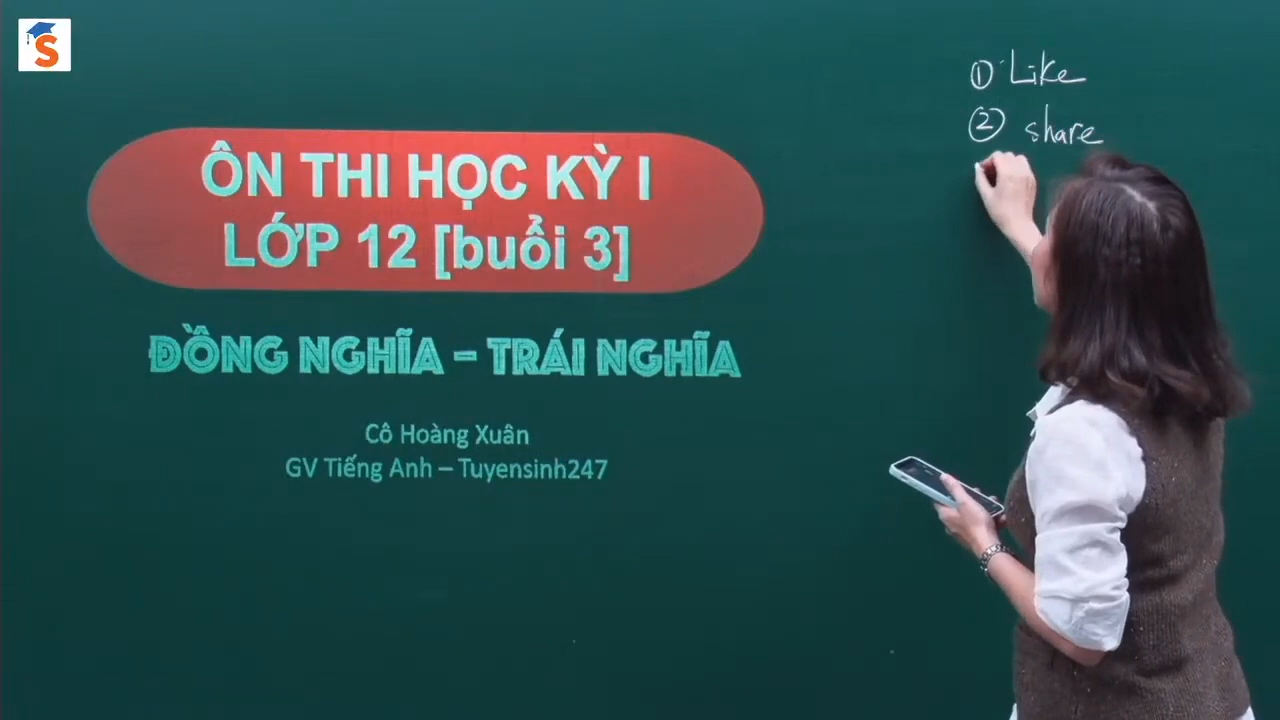 S
ÔN THI HỌC KỲ I
LỚP 12 [buổi 3]
ĐỒNG NGHĨA – TRÁI NGHĨA
Cô Hoàng Xuân
GV Tiếng Anh – Tuyensinh247
① Like
② share